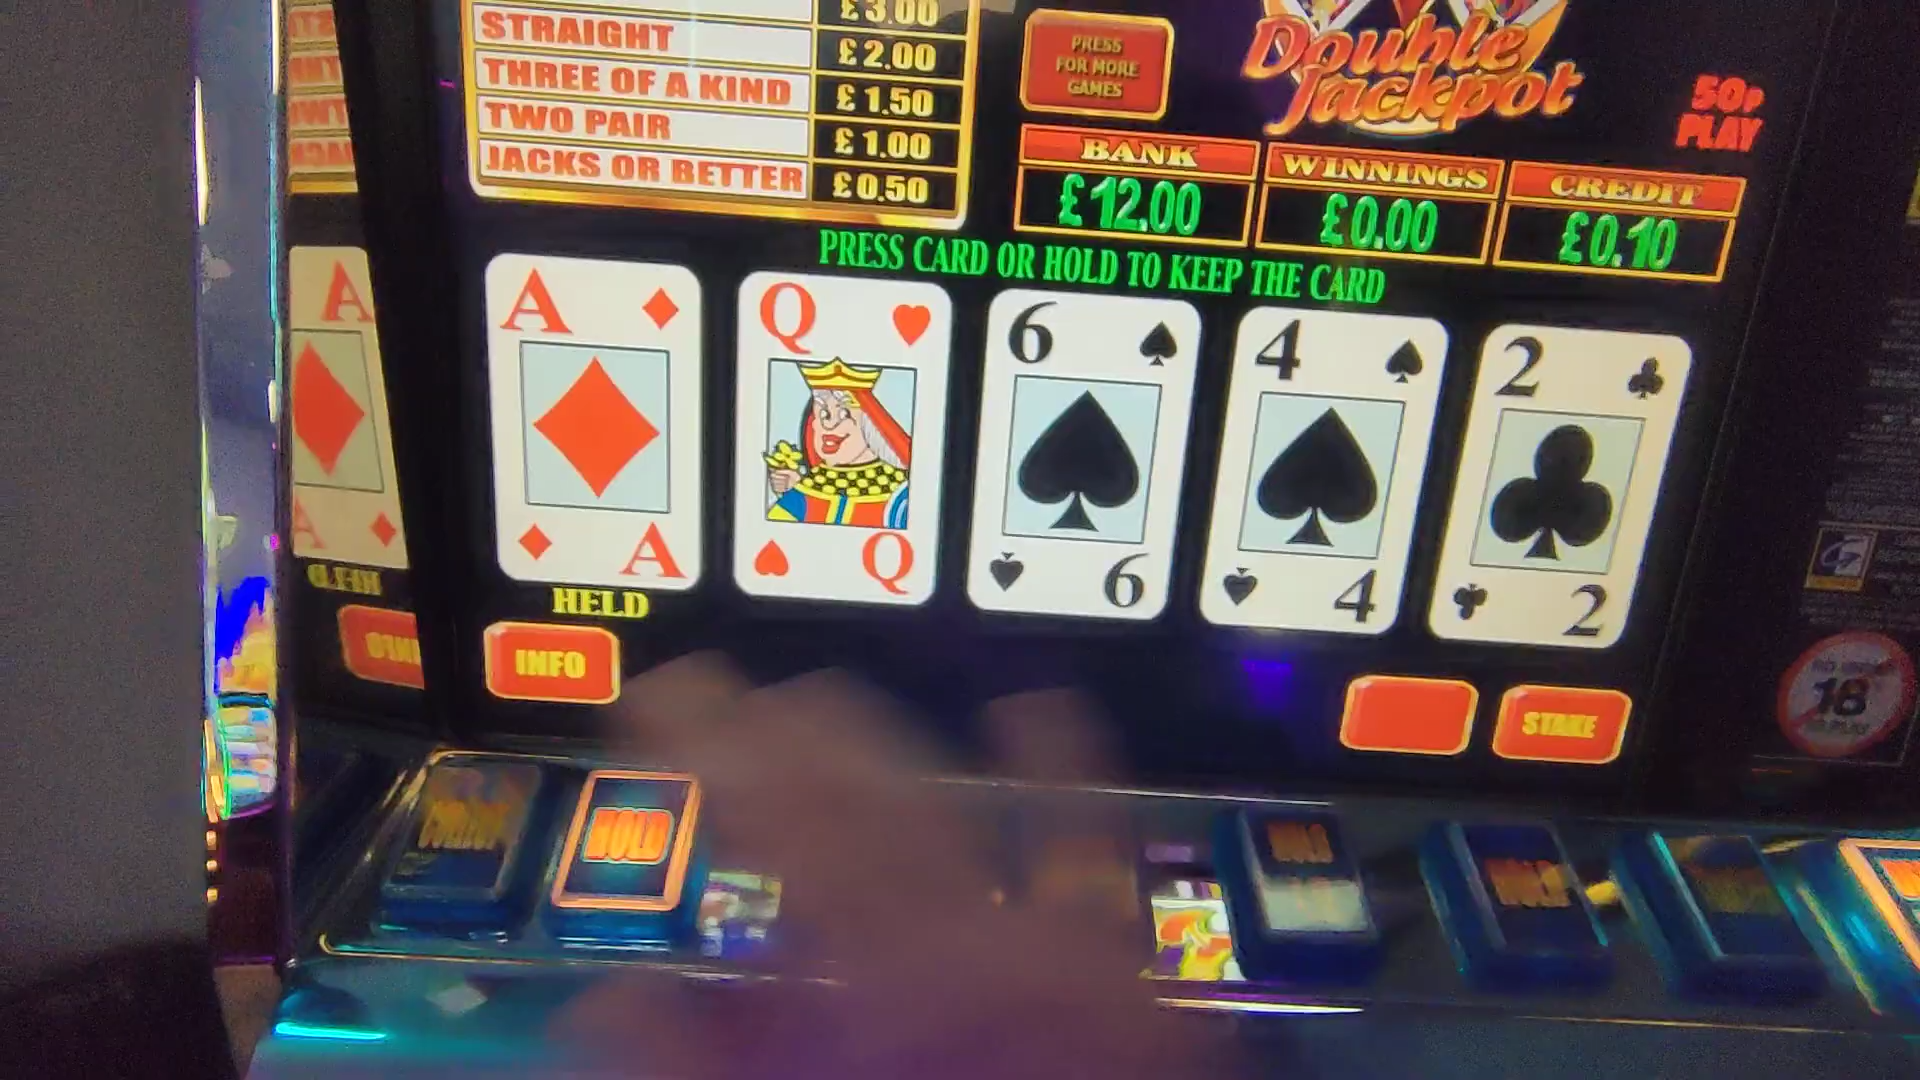 £3.00
STRAIGHT £2.00
THREE OF A KIND £1.50
TWO PAIR £1.00
JACKS OR BETTER £0.50
PRESS
FOR MORE
GAMES
Double
Jackpot
50p
PLAY
BANK WINNINGS CREDIT
£12.00 £0.00 £0.10
PRESS CARD OR HOLD TO KEEP THE CARD
A Q 6 4 2
A Q 6 4 2
HELD
INFO
STAKE
18
HOLD